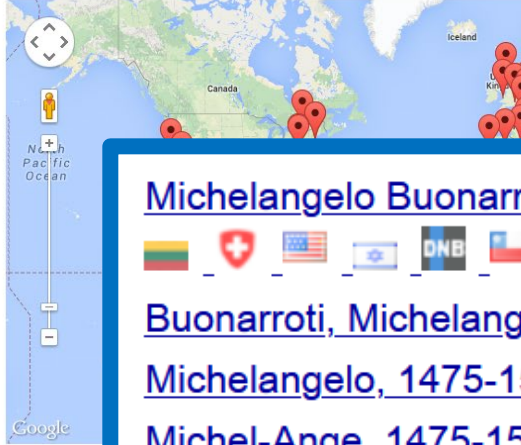 Iceland
Canada
North
Pacific
Ocean
Michelangelo Buonarr
DNB
Buonarroti, Michelang
Michelangelo, 1475-15
Michel-Ange, 1475-15
Google